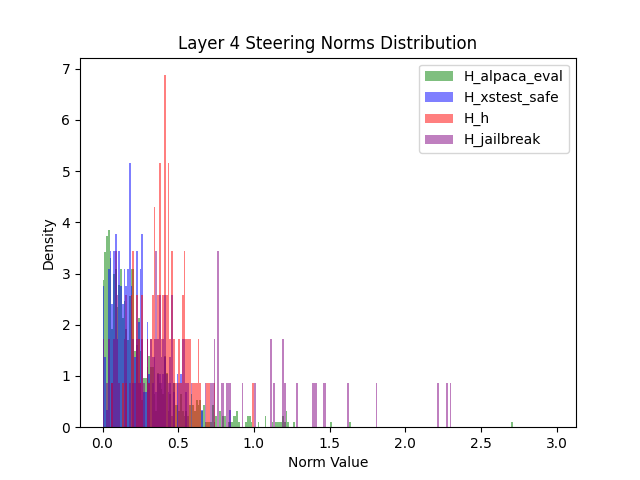 Layer 4 Steering Norms Distribution
H_alpaca_eval
H_xstest_safe
H_h
H_jailbreak
Density
7
6
5
4
3
2
1
0
0.0 0.5 1.0 1.5 2.0 2.5 3.0
Norm Value